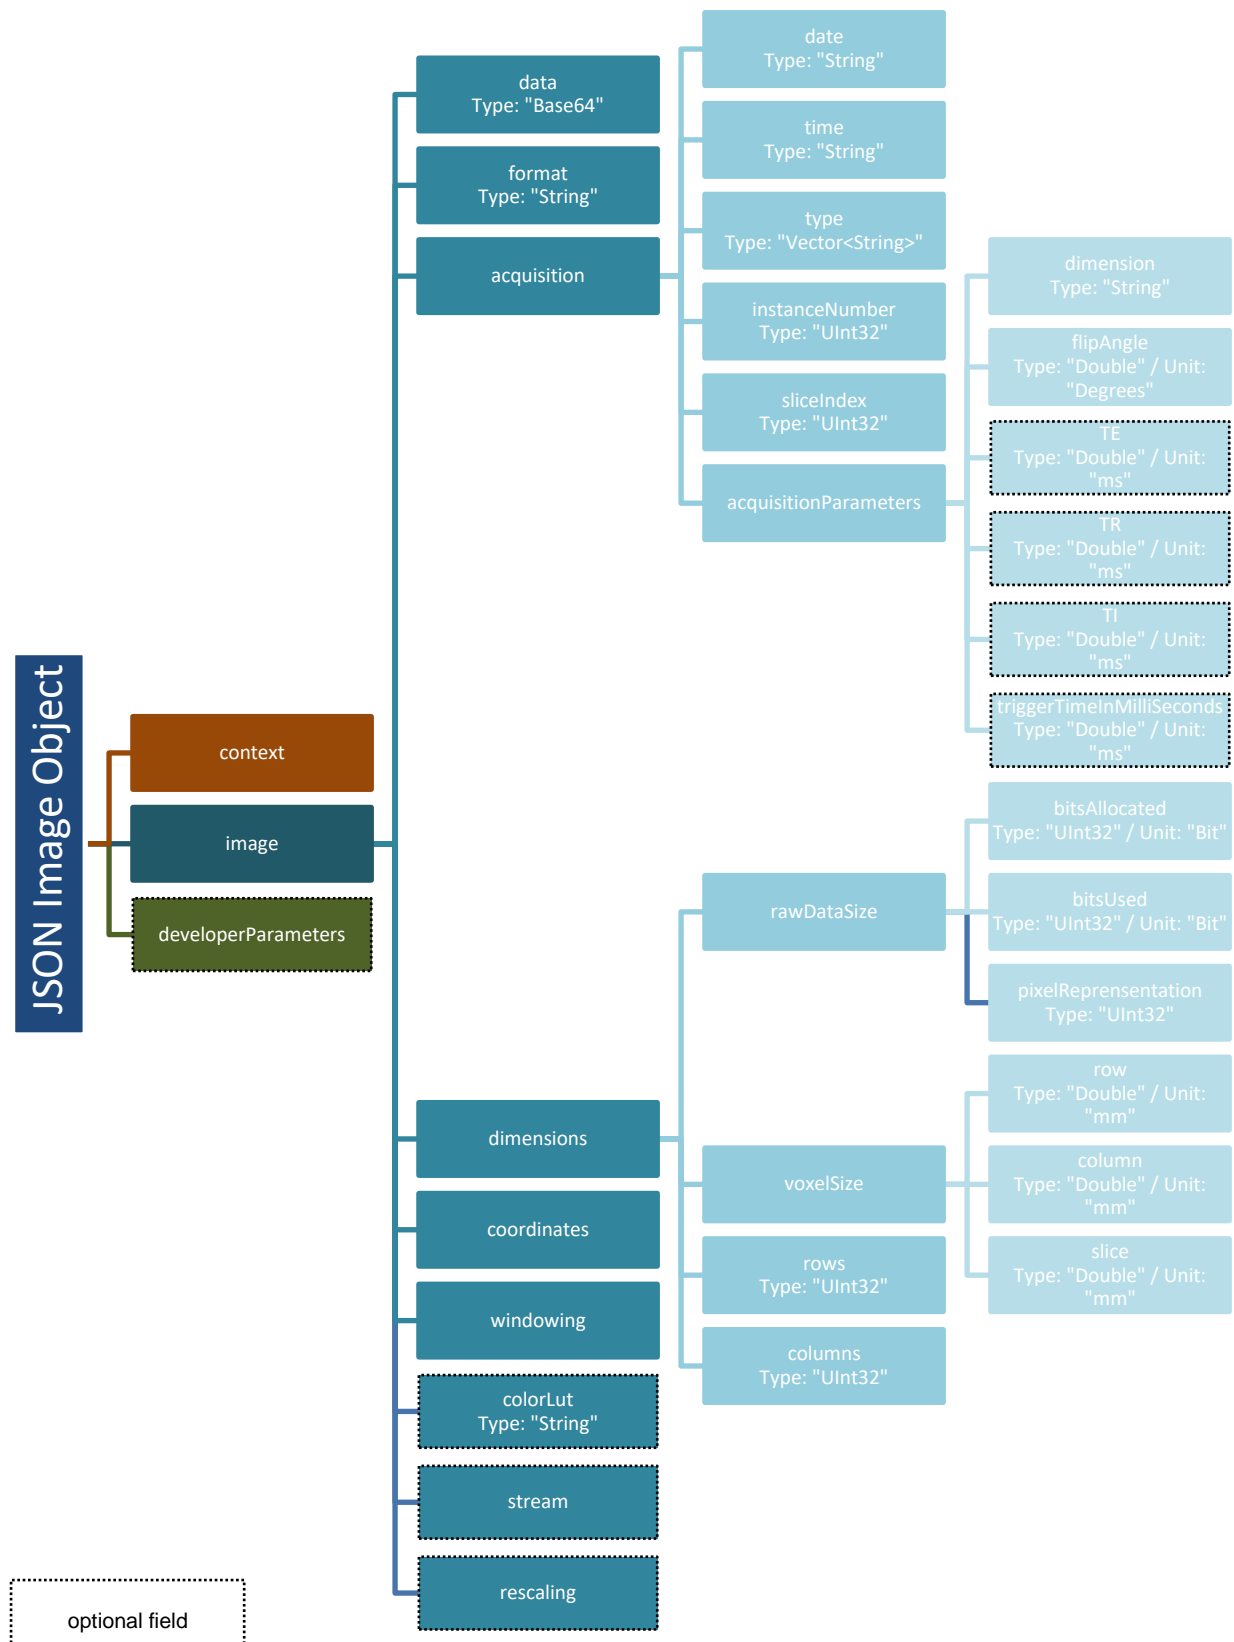 JSON Image Object
context
image
developerParameters
data
Type: "Base64"
format
Type: "String"
acquisition
date
Type: "String"
time
Type: "String"
type
Type: "Vector<String>"
instanceNumber
Type: "UInt32"
sliceIndex
Type: "UInt32"
acquisitionParameters
dimension
Type: "String"
flipAngle
Type: "Double" / Unit:
"Degrees"
TE
Type: "Double" / Unit:
"ms"
TR
Type: "Double" / Unit:
"ms"
TI
Type: "Double" / Unit:
"ms"
triggerTimeInMilliSeconds
Type: "Double" / Unit:
"ms"
dimensions
rawDataSize
bitsAllocated
Type: "UInt32" / Unit: "Bit"
bitsUsed
Type: "UInt32" / Unit: "Bit"
pixelReprensentation
Type: "UInt32"
voxelSize
row
Type: "Double" / Unit:
"mm"
column
Type: "Double" / Unit:
"mm"
slice
Type: "Double" / Unit:
"mm"
rows
Type: "UInt32"
columns
Type: "UInt32"
coordinates
windowing
colorLut
Type: "String"
stream
rescaling
optional field